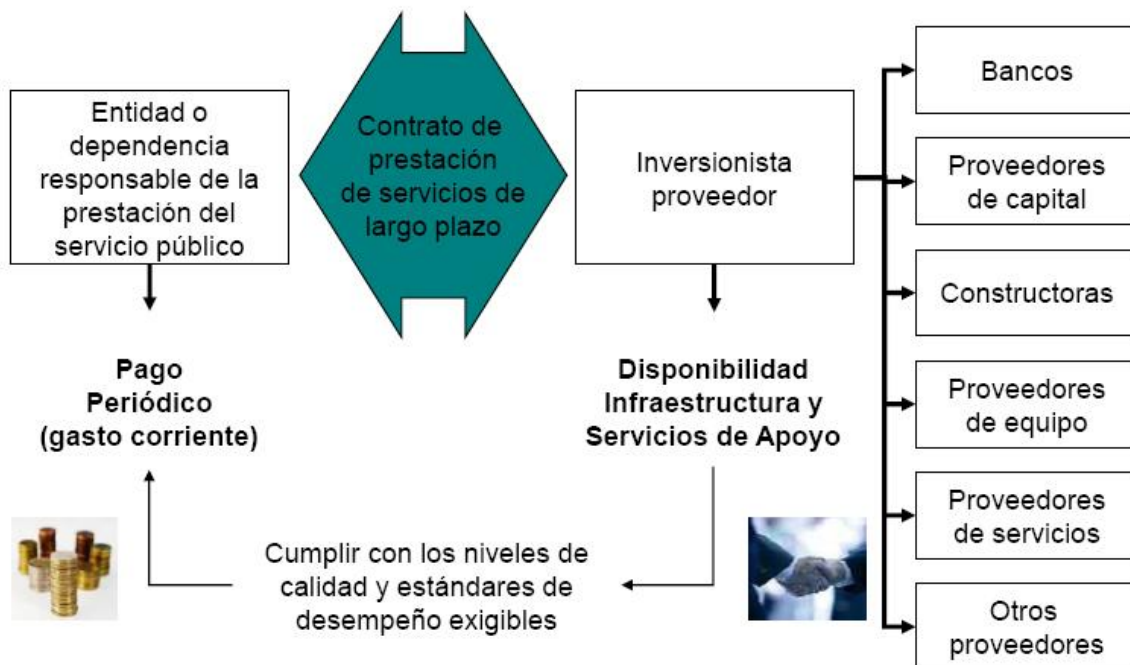 Entidad o
dependencia
responsable de la
prestación del
servicio público
Contrato de
prestación
de servicios de
largo plazo
Inversionista
proveedor
Bancos
Proveedores
de capital
Constructoras
Proveedores
de equipo
Proveedores
de servicios
Otros
proveedores
Pago
Periódico
(gasto corriente)
Disponibilidad
Infraestructura y
Servicios de Apoyo
Cumplir con los niveles de
calidad y estándares de
desempeño exigibles